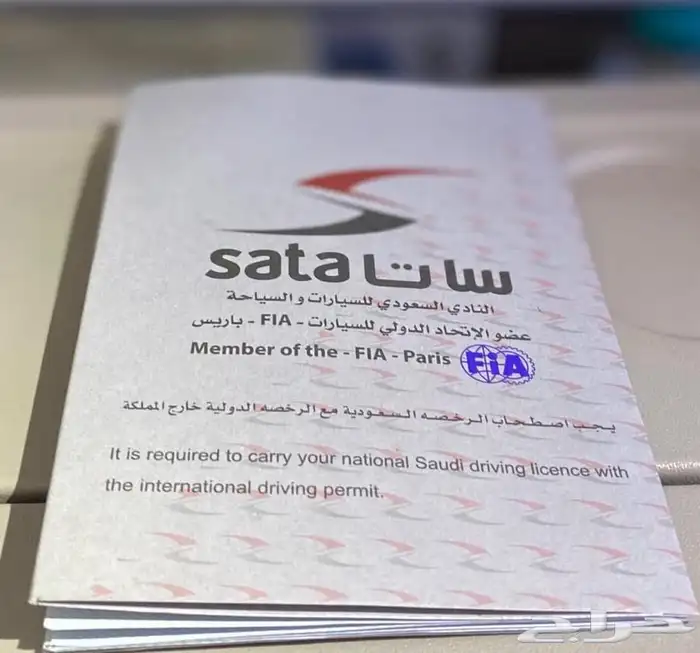 sata ساتا
النادي السعودي للسيارات و السياحة
عضو الاتحاد الدولي للسيارات - FIA - باريس
Member of the - FIA - Paris FiA
يجب اصطحاب الرخصه السعودية مع الرخصه الدولية خارج المملكة
It is required to carry your national Saudi driving licence with
the international driving permit.
حراج